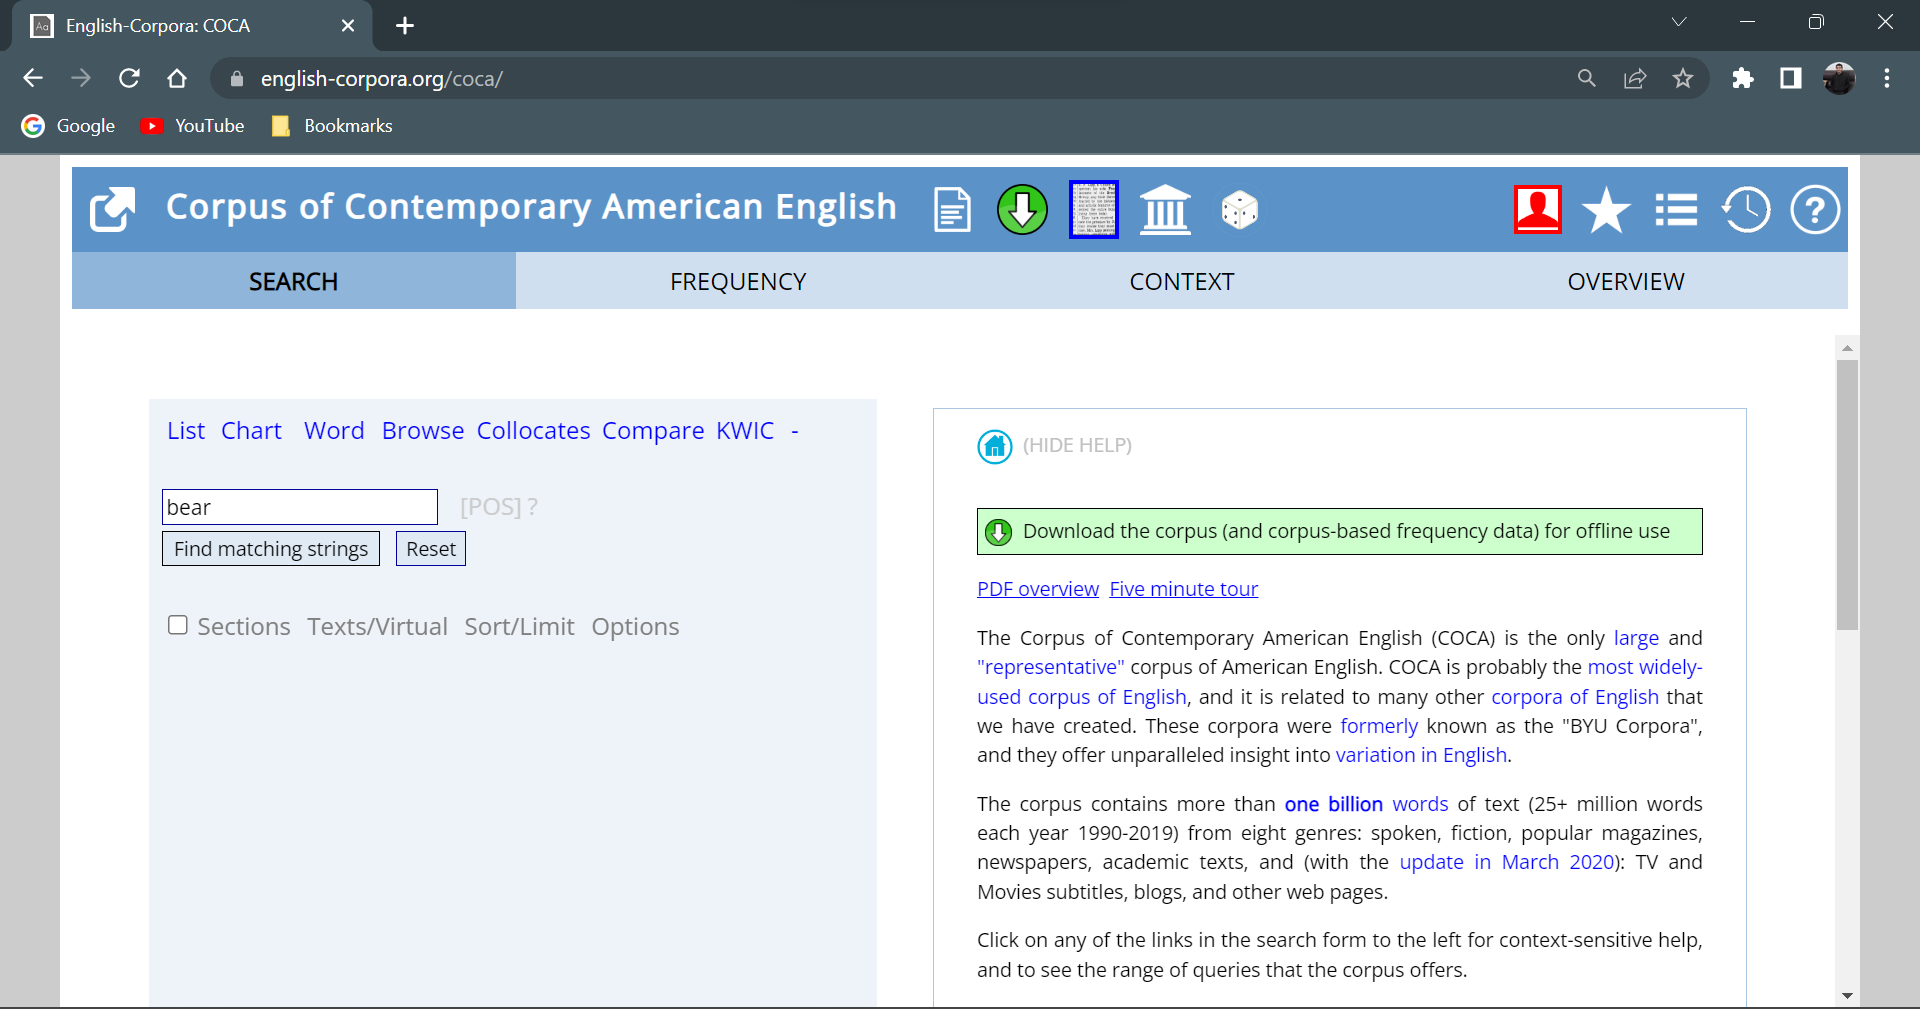 English-Corpora: COCA
english-corpora.org/coca/
Google YouTube Bookmarks
Corpus of Contemporary American English
SEARCH FREQUENCY CONTEXT OVERVIEW
List Chart Word Browse Collocates Compare KWIC -
bear [POS] ?
Find matching strings Reset
Sections Texts/Virtual Sort/Limit Options
(HIDE HELP)
Download the corpus (and corpus-based frequency data) for offline use
PDF overview Five minute tour
The Corpus of Contemporary American English (COCA) is the only large and
"representative" corpus of American English. COCA is probably the most widely-
used corpus of English, and it is related to many other corpora of English that
we have created. These corpora were formerly known as the "BYU Corpora",
and they offer unparalleled insight into variation in English.
The corpus contains more than one billion words of text (25+ million words
each year 1990-2019) from eight genres: spoken, fiction, popular magazines,
newspapers, academic texts, and (with the update in March 2020): TV and
Movies subtitles, blogs, and other web pages.
Click on any of the links in the search form to the left for context-sensitive help,
and to see the range of queries that the corpus offers.